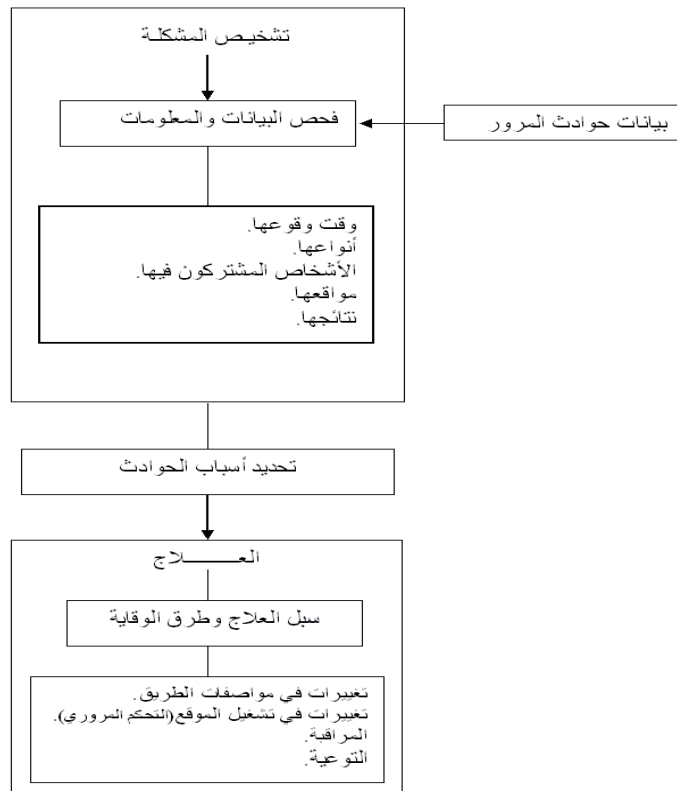 تشخيص المشكلة
فحص البيانات والمعلومات
بيانات حوادث المرور
وقت وقوعها.
أنواعها.
الأشخاص المشتركون فيها.
مواقعها.
نتائجها.
تحديد أسباب الحوادث
العـــــــلاج
سبل العلاج وطرق الوقاية
تغييرات في مواصفات الطريق.
تغييرات في تشغيل الموقع(التحكم المروري).
المراقبة.
التوعية.